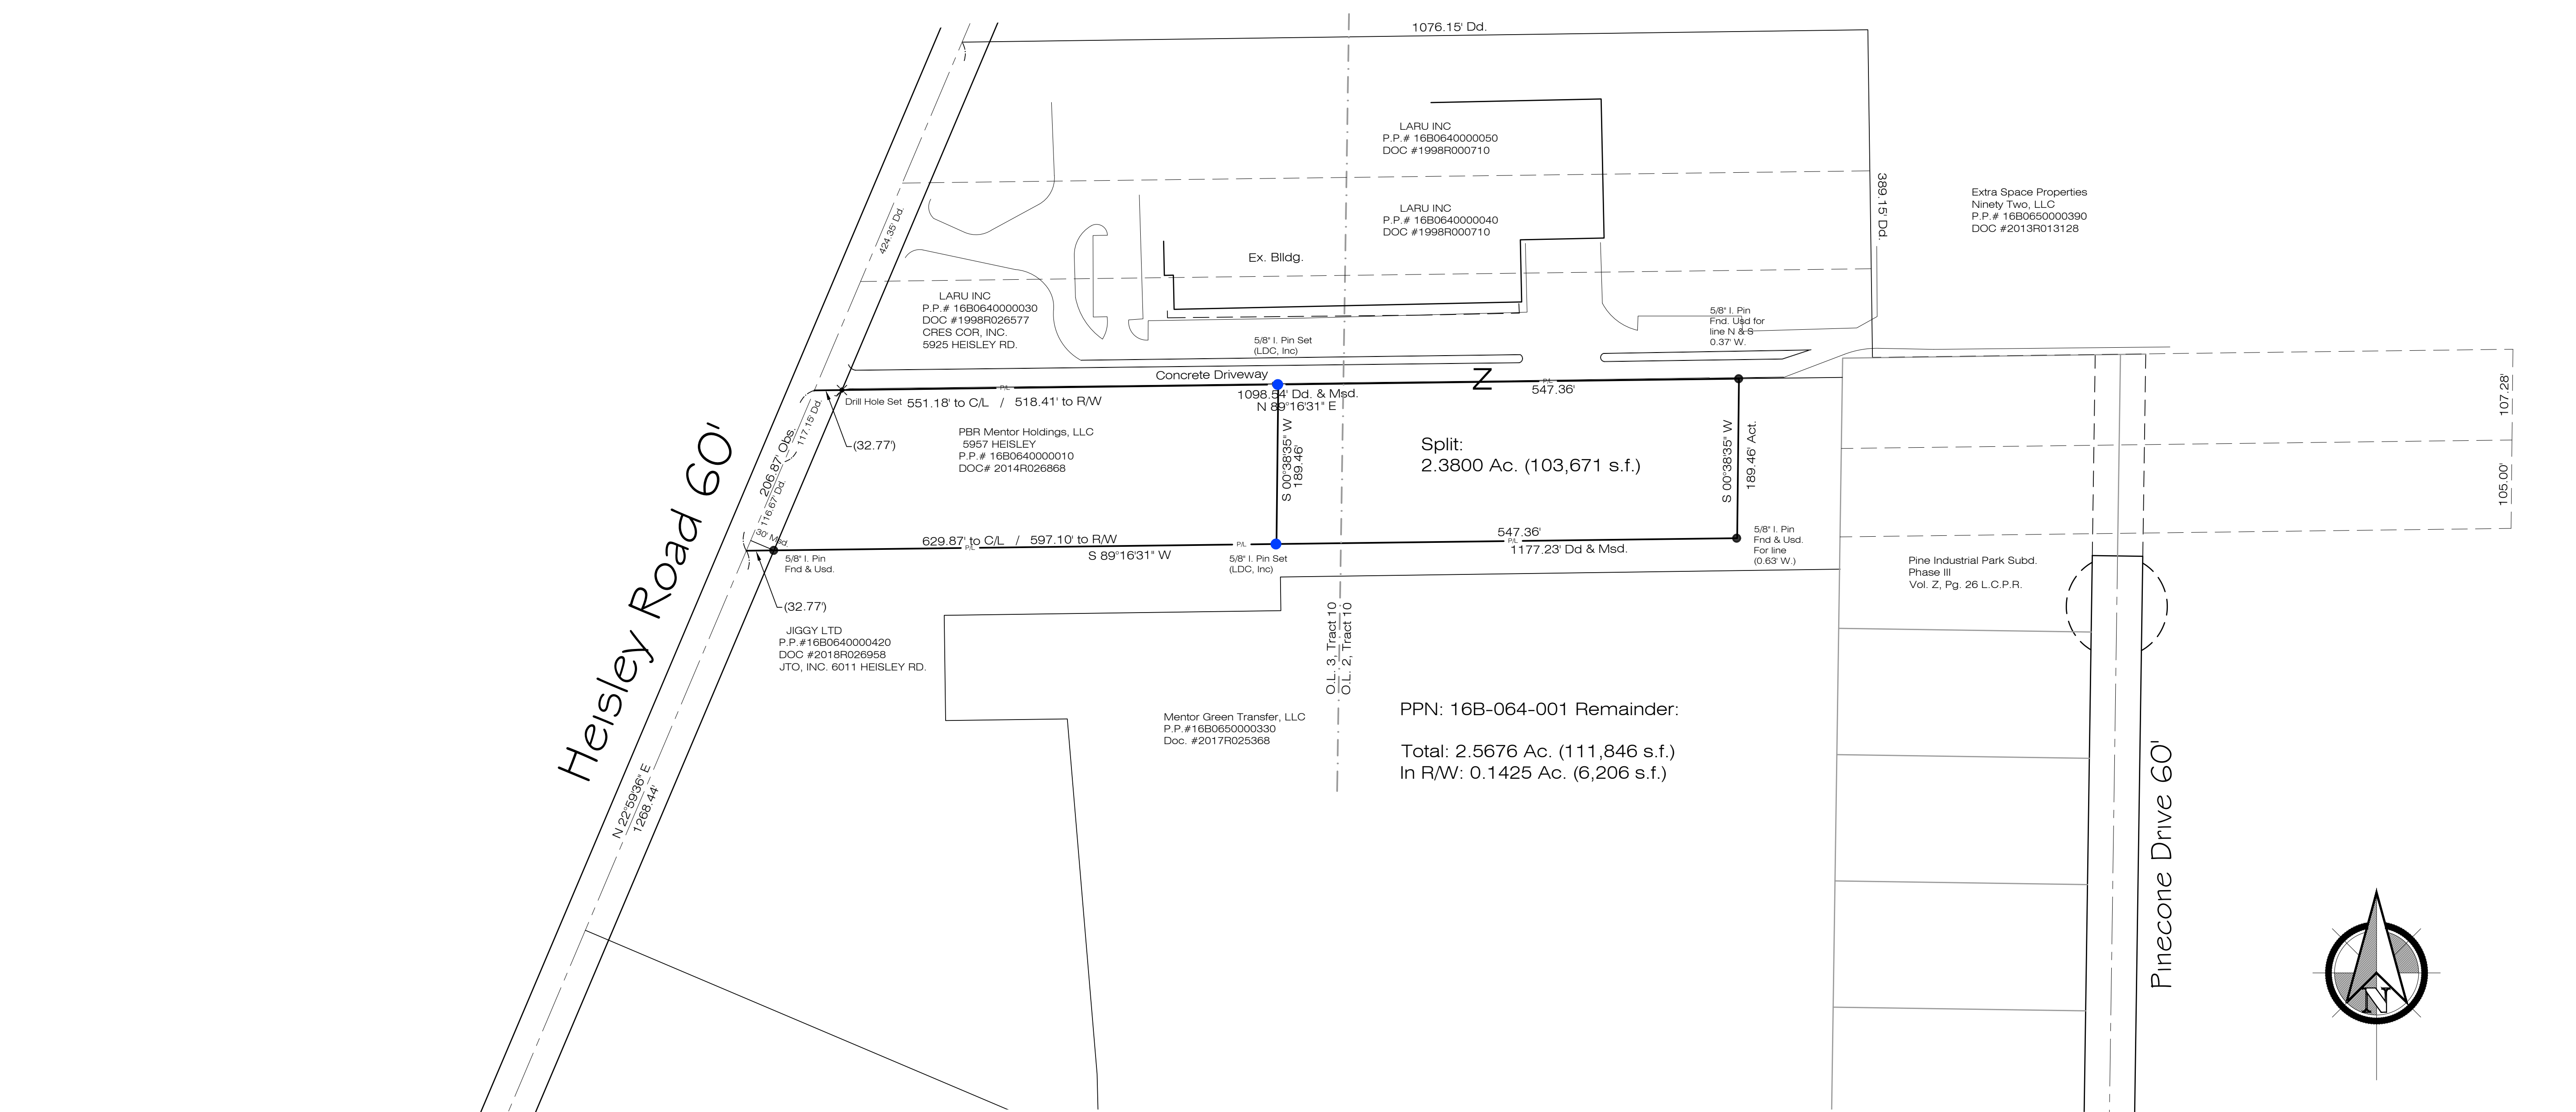 1076.15' Dd.
LARU INC
P.P.# 16B0640000050
DOC #1998R000710
389.15' Dd.
Extra Space Properties
Ninety Two, LLC
P.P.# 16B0650000390
DOC #2013R013128
424.35' Dd.
LARU INC
P.P.# 16B0640000040
DOC #1998R000710
Ex. Blldg.
LARU INC
P.P.# 16B0640000030
DOC #1998R026577
CRES COR, INC.
5925 HEISLEY RD.
5/8" I. Pin
Fnd. Usd for
line N & S
0.37' W.
5/8" I. Pin Set
(LDC, Inc)
Concrete Driveway
P/L
Z
P/L
547.36'
Drill Hole Set
551.18' to C/L / 518.41' to R/W
1098.54' Dd. & Msd.
N 89°16'31" E
107.28'
117.15' Dd.
206.87' Obs.
116.67' Dd.
(32.77')
PBR Mentor Holdings, LLC
5957 HEISLEY
P.P.# 16B0640000010
DOC# 2014R026868
S 00°38'35" W
189.46'
Split:
2.3800 Ac. (103,671 s.f.)
S 00°38'35" W
189.46' Act.
105.00'
Heisley Road 60'
30' Msd.
629.87' to C/L / 597.10' to R/W
P/L
S 89°16'31" W
P/L
547.36'
P/L
1177.23' Dd & Msd.
5/8" I. Pin
Fnd & Usd.
5/8" I. Pin Set
(LDC, Inc)
5/8" I. Pin
Fnd & Usd.
For line
(0.63' W.)
Pine Industrial Park Subd.
Phase III
Vol. Z, Pg. 26 L.C.P.R.
(32.77')
JIGGY LTD
P.P.#16B0640000420
DOC #2018R026958
JTO, INC. 6011 HEISLEY RD.
O.L. 3, Tract 10
O.L. 2, Tract 10
Mentor Green Transfer, LLC
P.P.#16B0650000330
Doc. #2017R025368
PPN: 16B-064-001 Remainder:
Total: 2.5676 Ac. (111,846 s.f.)
In R/W: 0.1425 Ac. (6,206 s.f.)
N 22°59'36" E
1268.44'
Pinecone Drive 60'
N